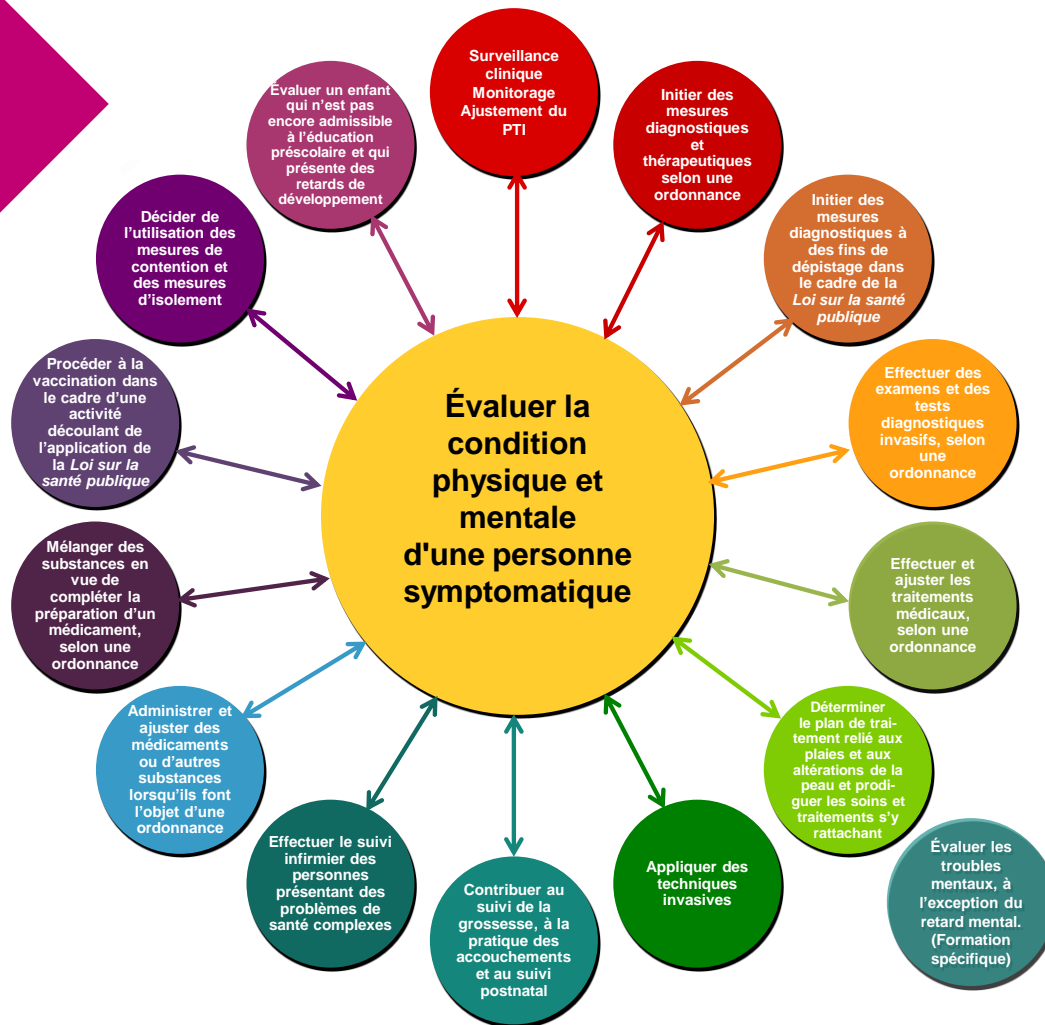 Surveillance
clinique
Monitorage
Ajustement du
PTI
Initier des
mesures
diagnostiques
et
thérapeutiques
selon une
ordonnance
Initier des
mesures
diagnostiques à
des fins de
dépistage dans
le cadre de la
Loi sur la santé
publique
Effectuer des
examens et des
tests
diagnostiques
invasifs, selon
une
ordonnance
Effectuer et
ajuster les
traitements
médicaux,
selon une
ordonnance
Déterminer
le plan de trai-
tement relié aux
plaies et aux
altérations de la
peau et prodi-
guer les soins et
traitements s’y
rattachant
Évaluer les
troubles
mentaux, à
l’exception du
retard mental.
(Formation
spécifique)
Appliquer des
techniques
invasives
Contribuer au
suivi de la
grossesse, à la
pratique des
accouchements
et au suivi
postnatal
Effectuer le suivi
infirmier des
personnes
présentant des
problèmes de
santé complexes
Administrer et
ajuster des
médicaments
ou d’autres
substances
lorsqu’ils font
l’objet d’une
ordonnance
Mélanger des
substances en
vue de
compléter la
préparation d’un
médicament,
selon une
ordonnance
Procéder à la
vaccination dans
le cadre d’une
activité
découlant de
l’application de
la Loi sur la
santé publique
Décider de
l’utilisation des
mesures de
contention et
des mesures
d’isolement
Évaluer un enfant
qui n’est pas
encore admissible
à l’éducation
préscolaire et qui
présente des
retards de
développement
Évaluer la
condition
physique et
mentale
d'une personne
symptomatique